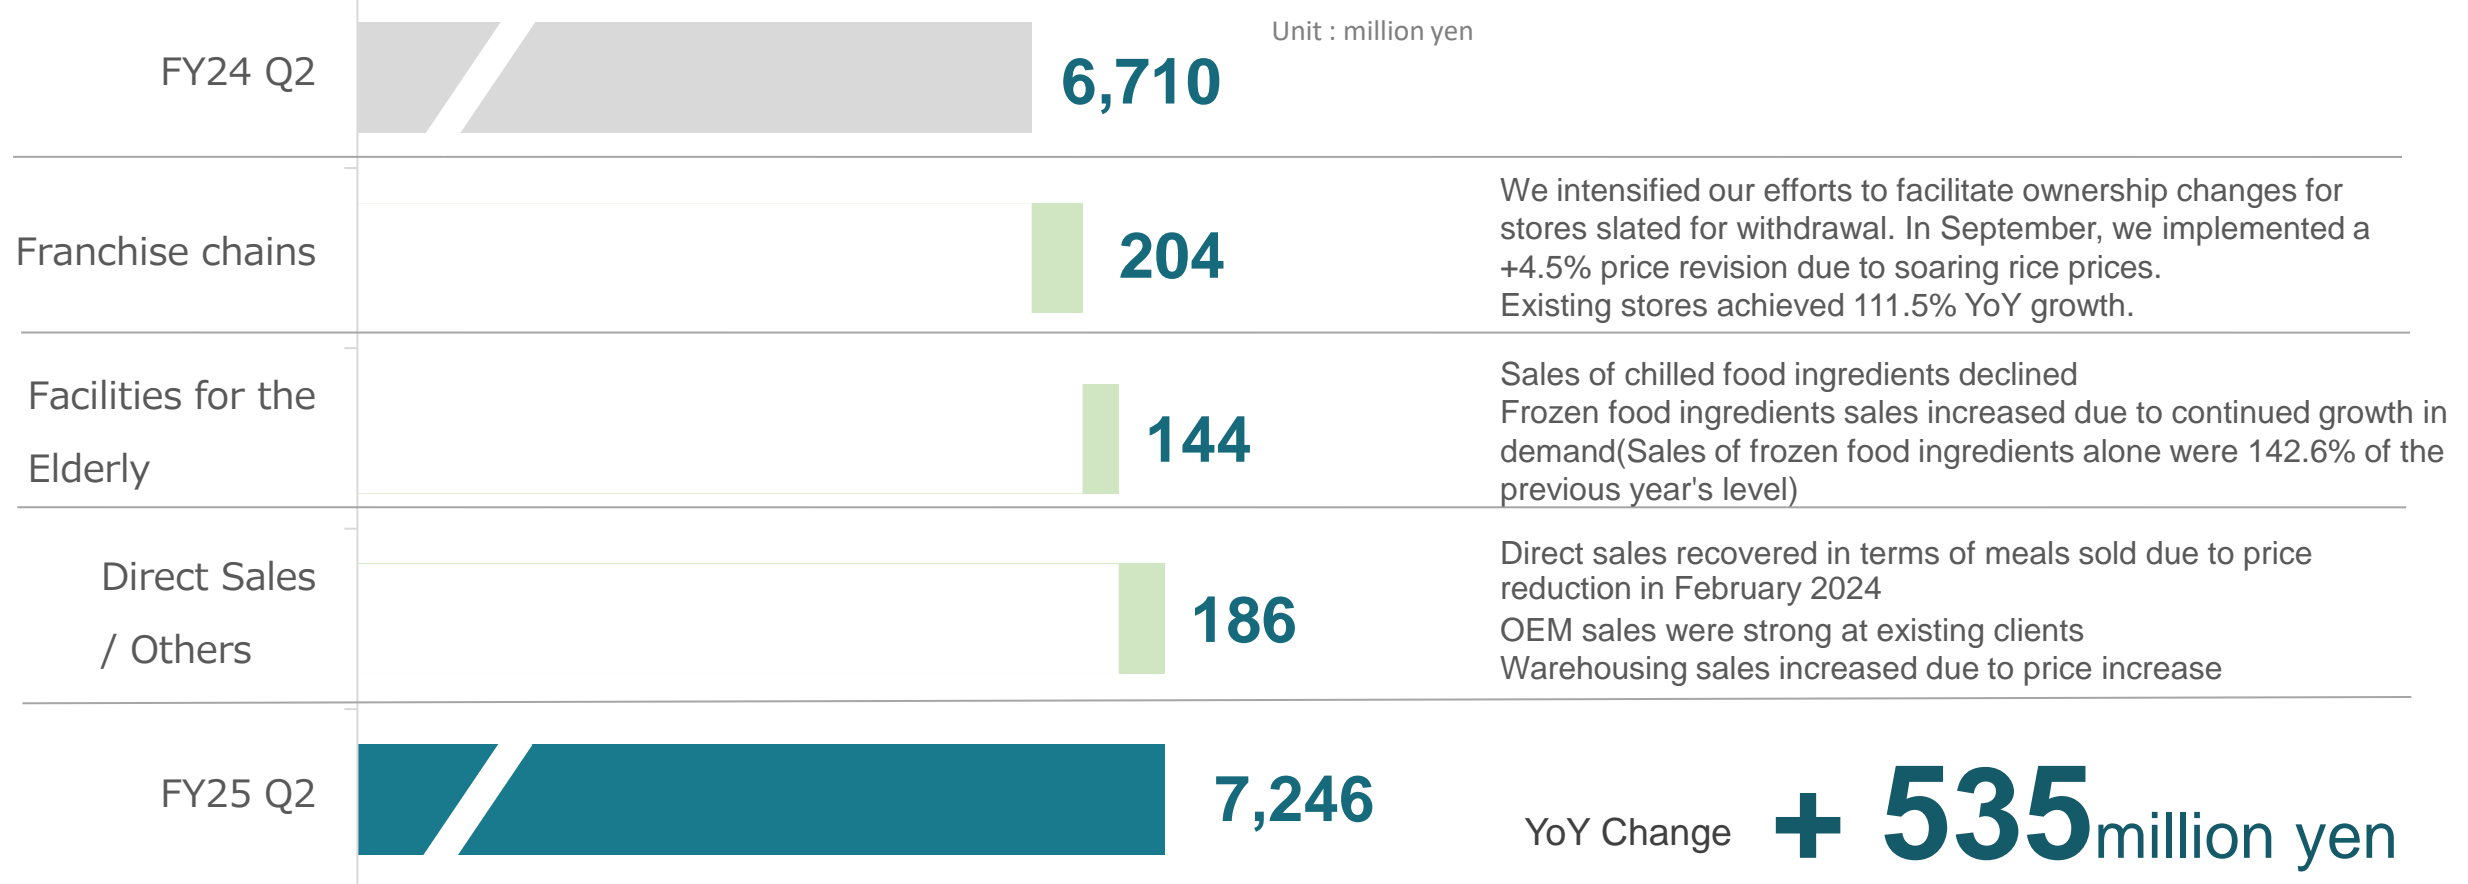 Unit : million yen
FY24 Q2
6,710
Franchise chains
204
We intensified our efforts to facilitate ownership changes for
stores slated for withdrawal. In September, we implemented a
+4.5% price revision due to soaring rice prices.
Existing stores achieved 111.5% YoY growth.
Facilities for the
Elderly
144
Sales of chilled food ingredients declined
Frozen food ingredients sales increased due to continued growth in
demand(Sales of frozen food ingredients alone were 142.6% of the
previous year's level)
Direct Sales
/ Others
186
Direct sales recovered in terms of meals sold due to price
reduction in February 2024
OEM sales were strong at existing clients
Warehousing sales increased due to price increase
FY25 Q2
7,246
YoY Change + 535million yen